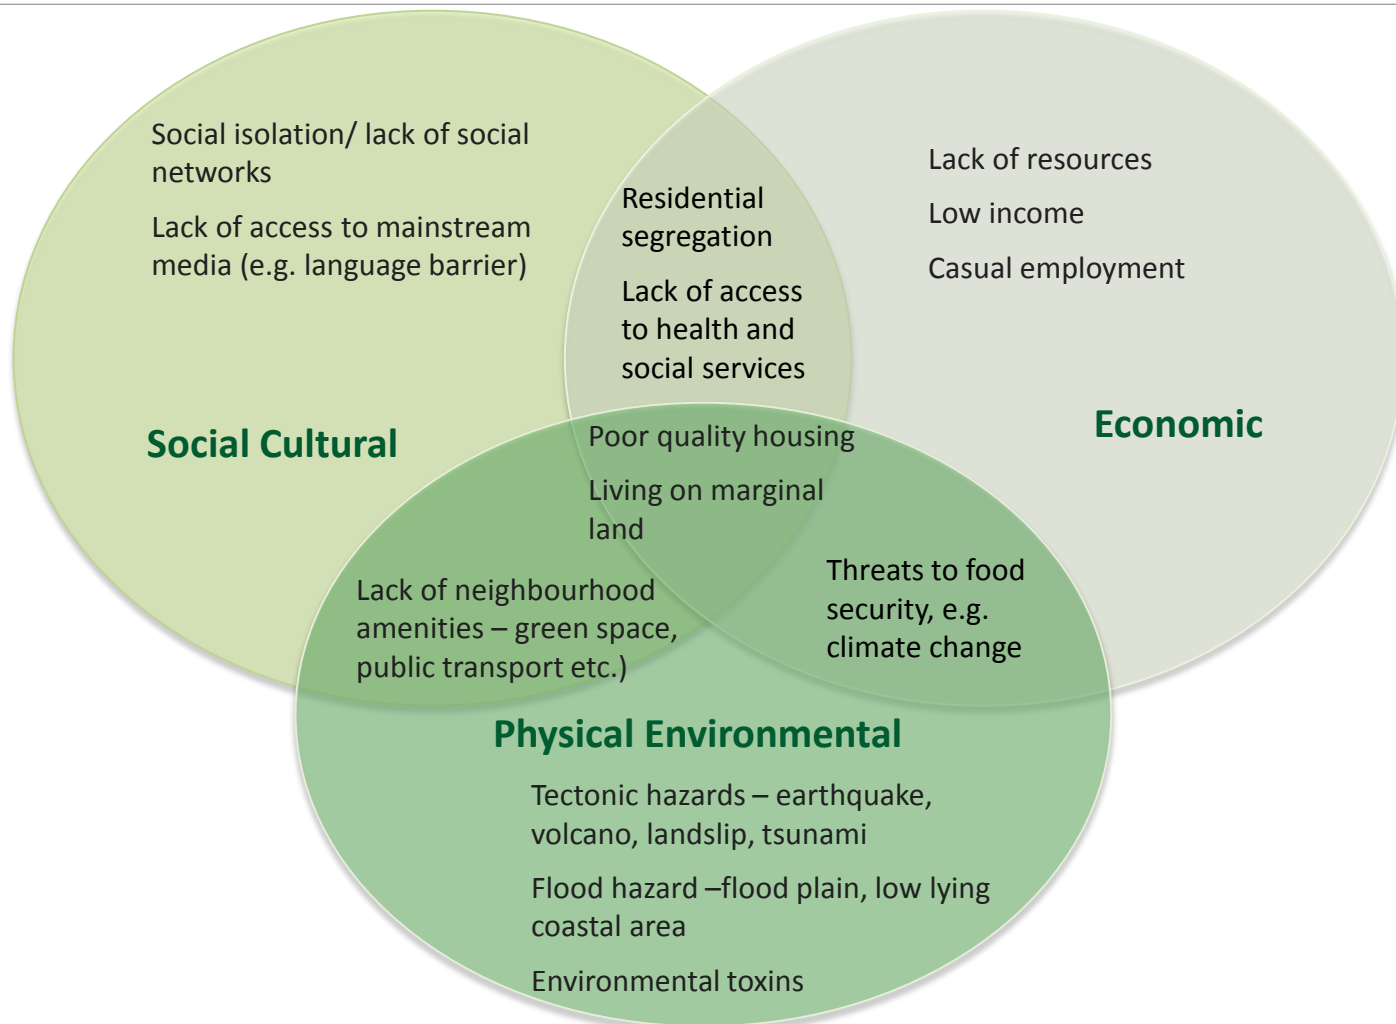 Social isolation/ lack of social
networks
Lack of access to mainstream
media (e.g. language barrier)
Social Cultural
Residential
segregation
Lack of access
to health and
social services
Lack of resources
Low income
Casual employment
Economic
Poor quality housing
Living on marginal
land
Lack of neighbourhood
amenities – green space,
public transport etc.)
Threats to food
security, e.g.
climate change
Physical Environmental
Tectonic hazards – earthquake,
volcano, landslip, tsunami
Flood hazard –flood plain, low lying
coastal area
Environmental toxins